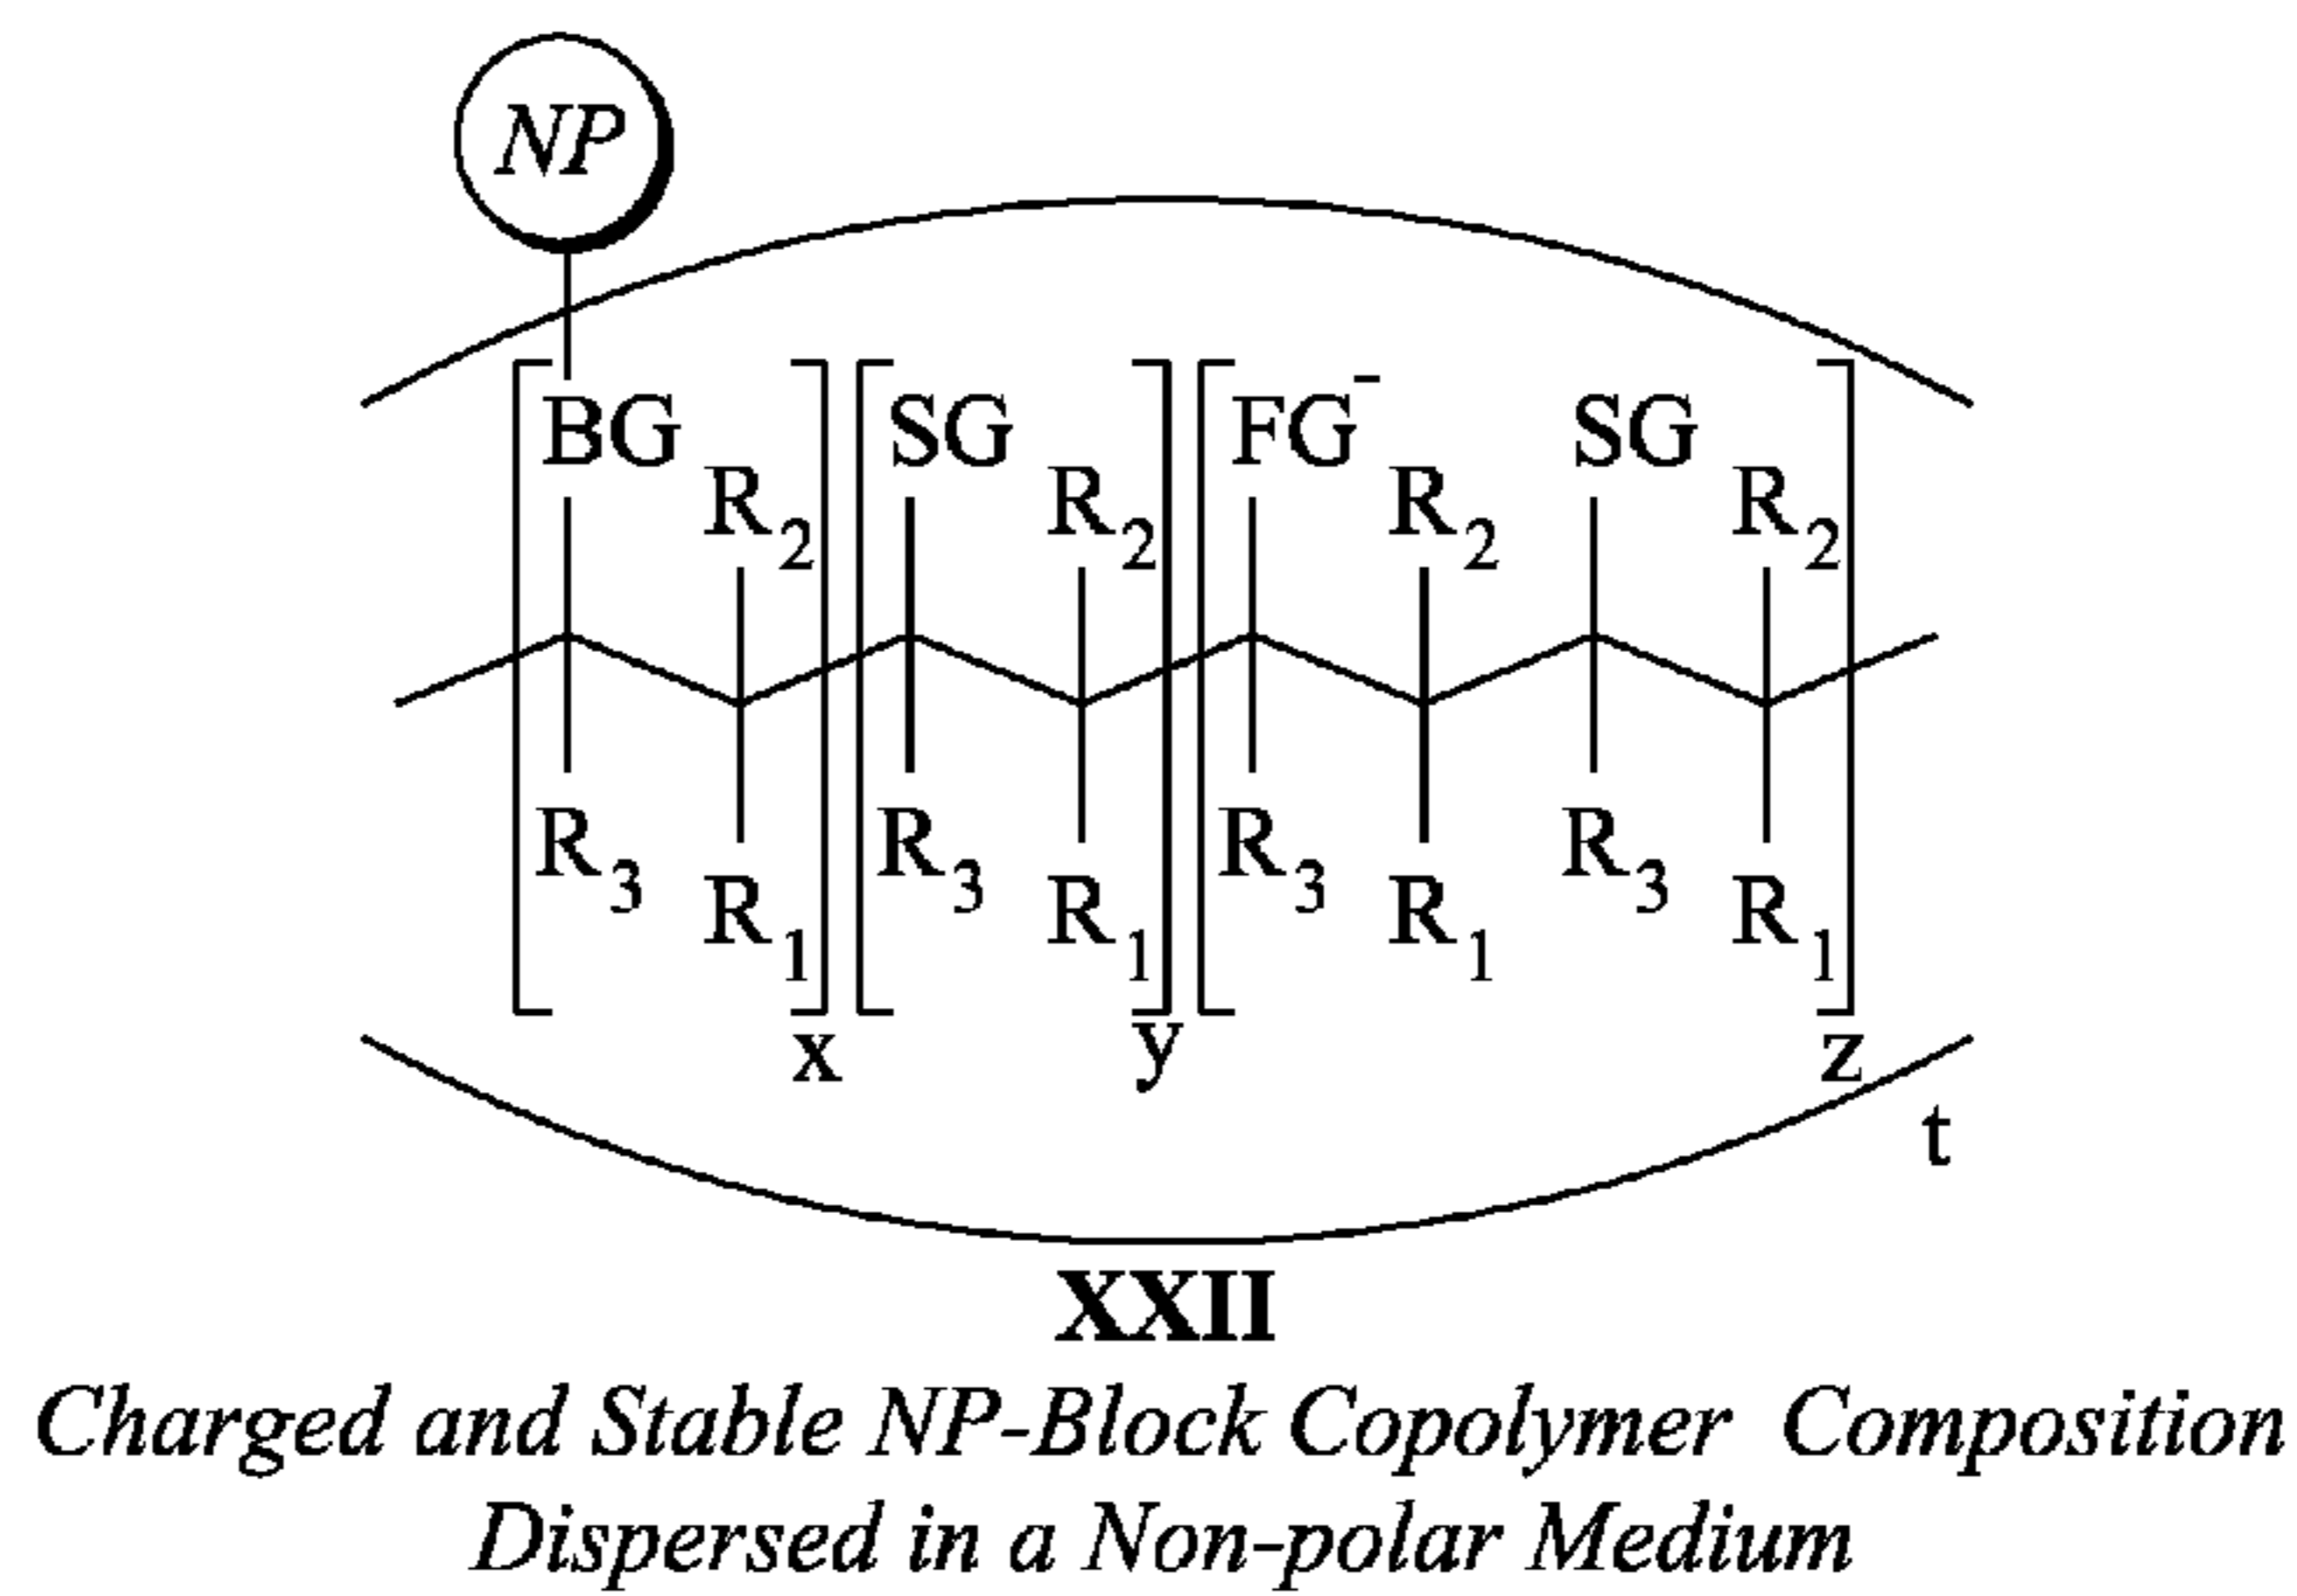 NP
BG SG FG⁻ SG
R₂ R₂ R₂ R₂
R₃ R₃ R₃ R₃
R₁ R₁ R₁ R₁
x y z
t
XXII
Charged and Stable NP-Block Copolymer Composition
Dispersed in a Non-polar Medium